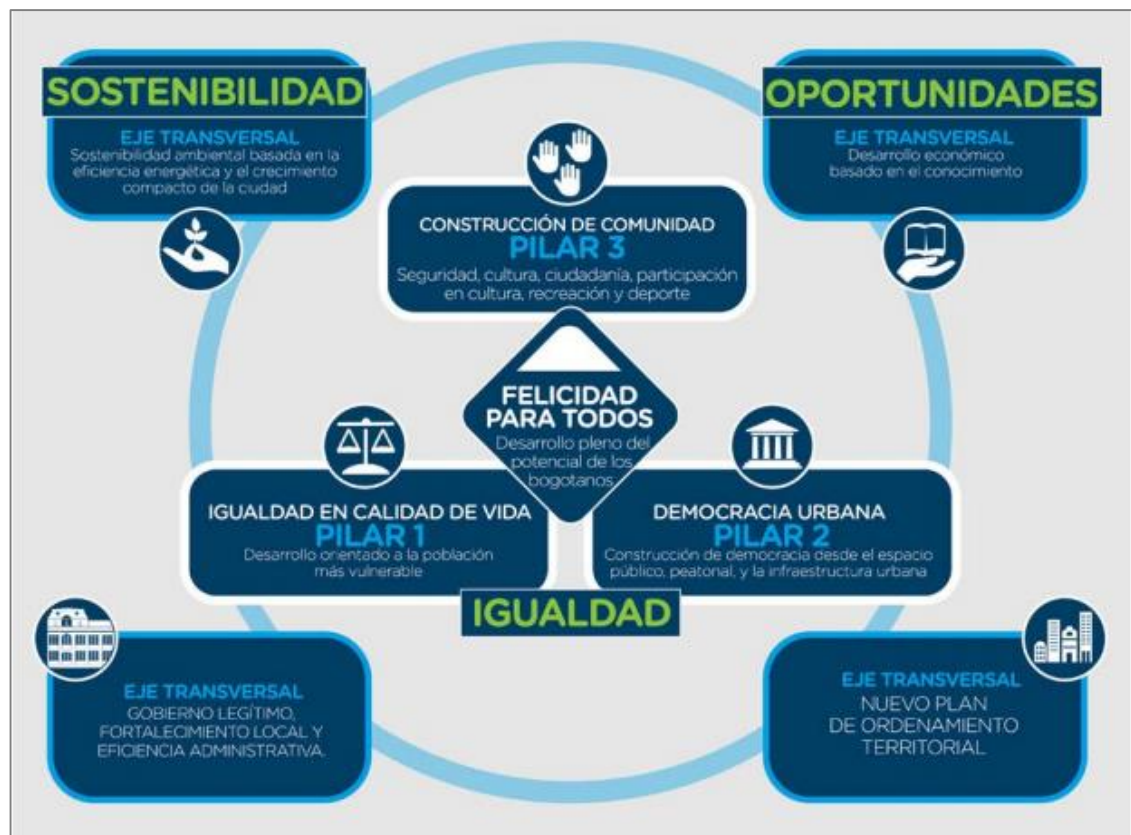 SOSTENIBILIDAD
EJE TRANSVERSAL
Sostenibilidad ambiental basada en la
eficiencia energética y el crecimiento
compacto de la ciudad
OPORTUNIDADES
EJE TRANSVERSAL
Desarrollo económico
basado en el conocimiento
CONSTRUCCIÓN DE COMUNIDAD
PILAR 3
Seguridad, cultura, ciudadanía, participación
en cultura, recreación y deporte
FELICIDAD
PARA TODOS
Desarrollo pleno del
potencial de los
bogotanos
IGUALDAD EN CALIDAD DE VIDA
PILAR 1
Desarrollo orientado a la población
más vulnerable
DEMOCRACIA URBANA
PILAR 2
Construcción de democracia desde el espacio
público, peatonal, y la infraestructura urbana
IGUALDAD
EJE TRANSVERSAL
GOBIERNO LEGÍTIMO,
FORTALECIMIENTO LOCAL Y
EFICIENCIA ADMINISTRATIVA.
EJE TRANSVERSAL
NUEVO PLAN
DE ORDENAMIENTO
TERRITORIAL